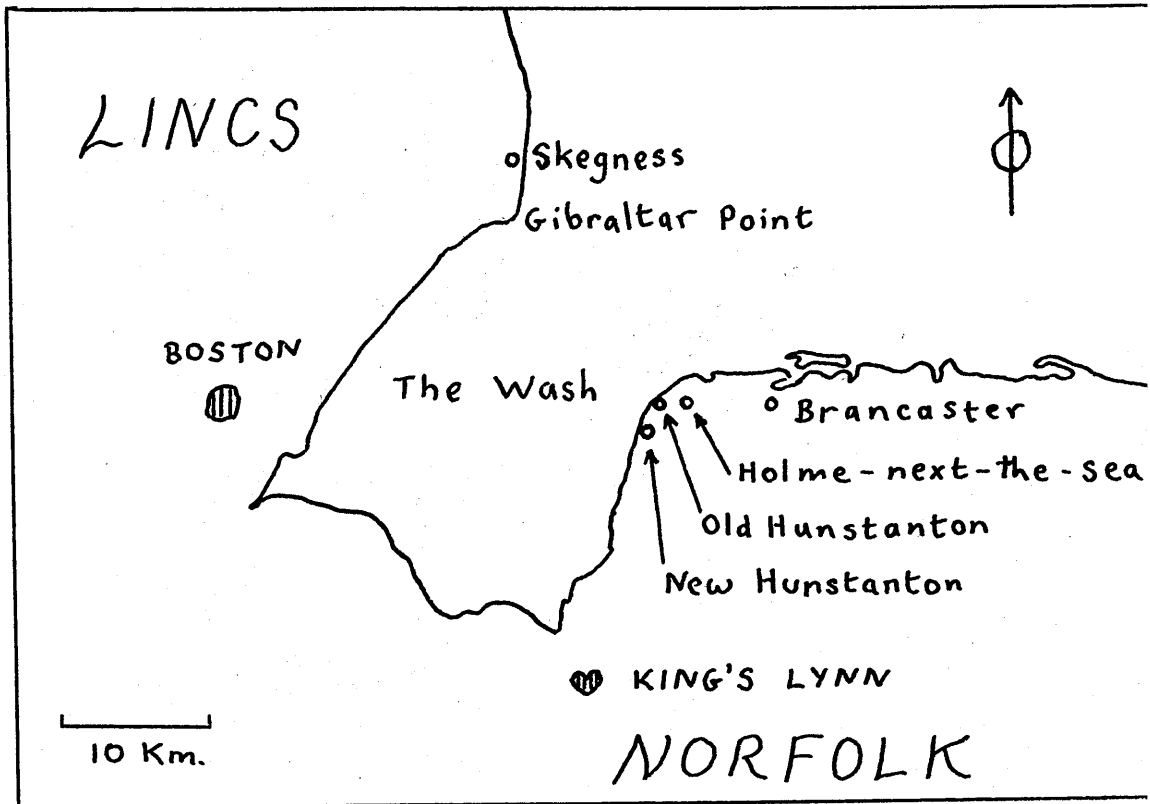 LINCS
Skegness
Gibraltar Point
BOSTON
The Wash
Brancaster
Holme-next-the-sea
Old Hunstanton
New Hunstanton
KING'S LYNN
10 Km.
NORFOLK